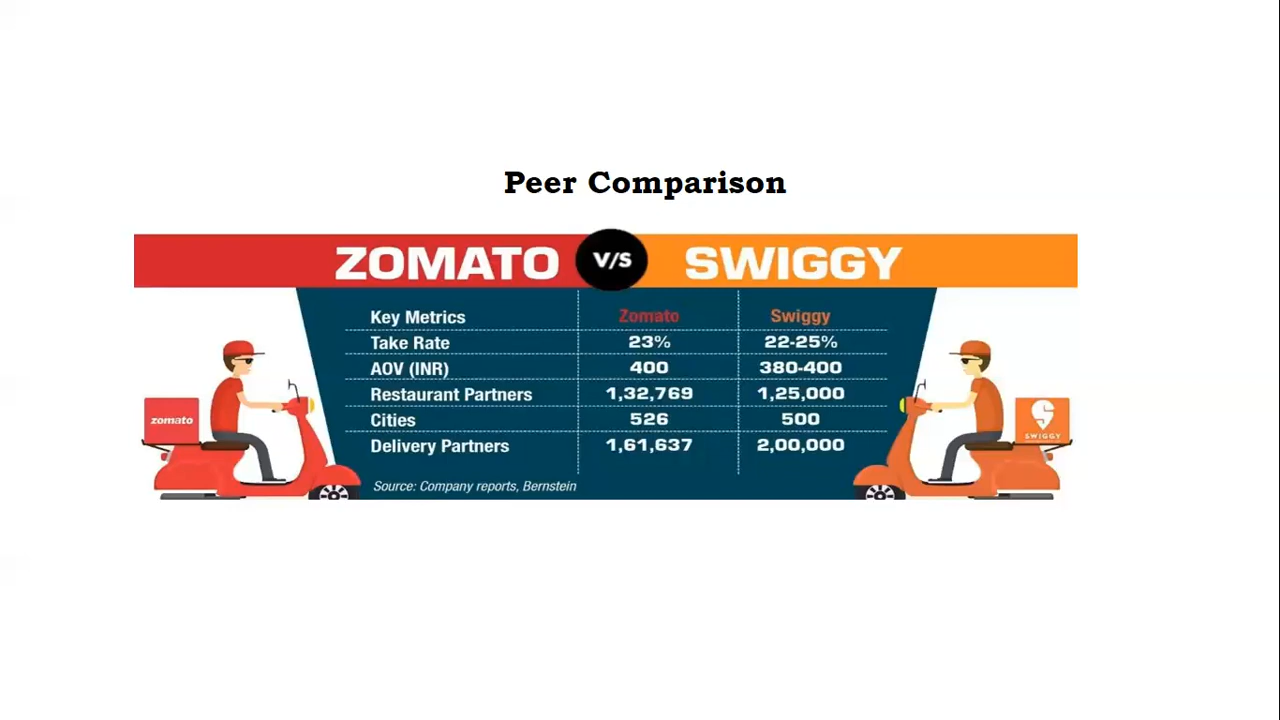 Peer Comparison
ZOMATO V/S SWIGGY
Key Metrics Zomato Swiggy
Take Rate 23% 22-25%
AOV (INR) 400 380-400
Restaurant Partners 1,32,769 1,25,000
Cities 526 500
Delivery Partners 1,61,637 2,00,000
zomato
SWIGGY
Source: Company reports, Bernstein